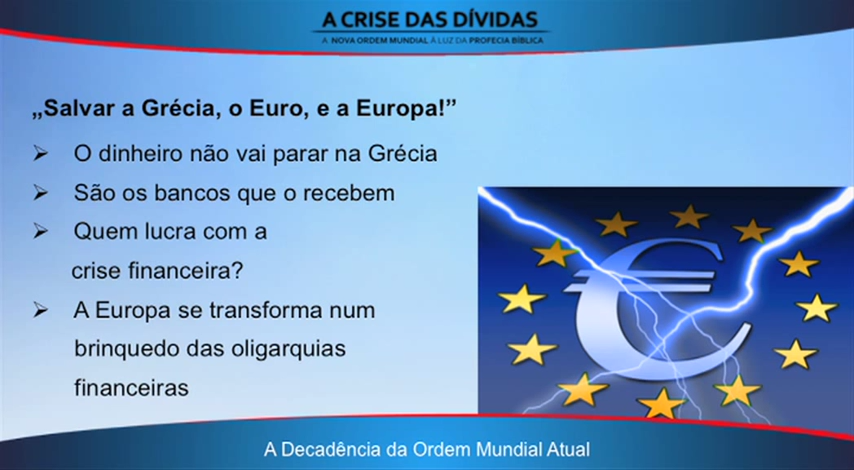 A CRISE DAS DÍVIDAS
A NOVA ORDEM MUNDIAL À LUZ DA PROFECIA BÍBLICA
„Salvar a Grécia, o Euro, e a Europa!”
➢ O dinheiro não vai parar na Grécia
➢ São os bancos que o recebem
➢ Quem lucra com a
crise financeira?
➢ A Europa se transforma num
brinquedo das oligarquias
financeiras
€
A Decadência da Ordem Mundial Atual